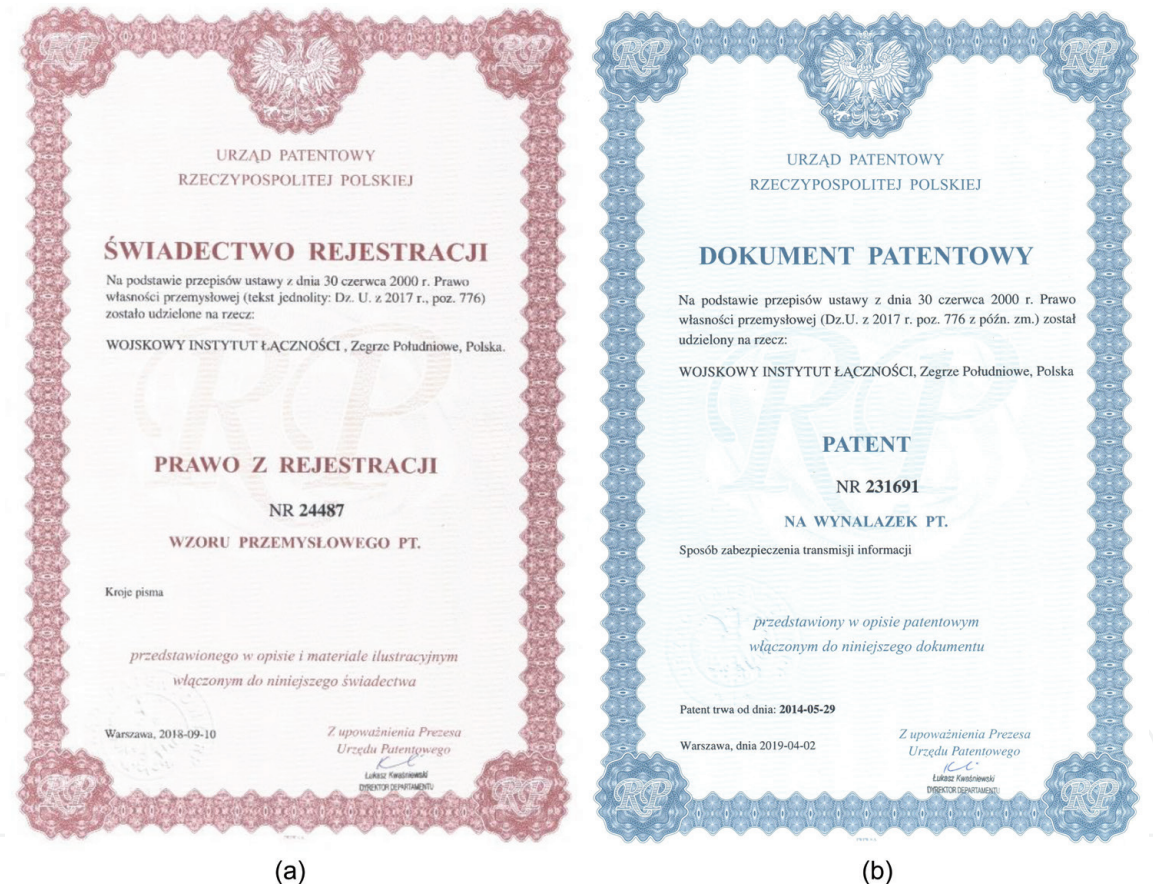 URZĄD PATENTOWY
RZECZYPOSPOLITEJ POLSKIEJ
ŚWIADECTWO REJESTRACJI
Na podstawie przepisów ustawy z dnia 30 czerwca 2000 r. Prawo
własności przemysłowej (tekst jednolity: Dz. U. z 2017 r., poz. 776)
zostało udzielone na rzecz:
WOJSKOWY INSTYTUT ŁĄCZNOŚCI , Zegrze Południowe, Polska.
RP
PRAWO Z REJESTRACJI
NR 24487
WZORU PRZEMYSŁOWEGO PT.
Kroje pisma
przedstawionego w opisie i materiale ilustracyjnym
włączonym do niniejszego świadectwa
Warszawa, 2018-09-10
Z upoważnienia Prezesa
Urzędu Patentowego
Łukasz Kwaśniewski
DYREKTOR DEPARTAMENTU
(a)
URZĄD PATENTOWY
RZECZYPOSPOLITEJ POLSKIEJ
DOKUMENT PATENTOWY
Na podstawie przepisów ustawy z dnia 30 czerwca 2000 r. Prawo
własności przemysłowej (Dz.U. z 2017 r. poz. 776 z późn. zm.) został
udzielony na rzecz:
WOJSKOWY INSTYTUT ŁĄCZNOŚCI, Zegrze Południowe, Polska
RP
PATENT
NR 231691
NA WYNALAZEK PT.
Sposób zabezpieczenia transmisji informacji
przedstawiony w opisie patentowym
włączonym do niniejszego dokumentu
Patent trwa od dnia: 2014-05-29
Warszawa, dnia 2019-04-02
Z upoważnienia Prezesa
Urzędu Patentowego
Łukasz Kwaśniewski
DYREKTOR DEPARTAMENTU
(b)